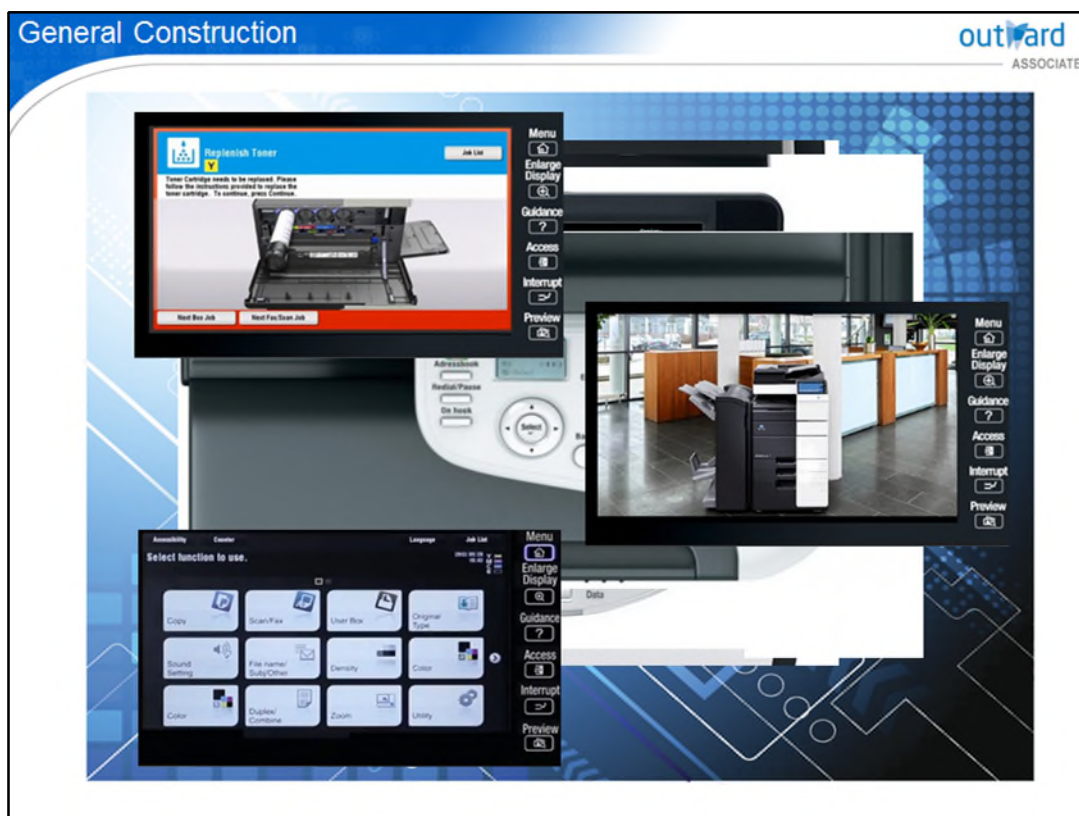 General Construction
outward
ASSOCIATE
Replenish Toner
Y
Job List
Toner Cartridge needs to be replaced. Please
follow the instructions provided to replace the
toner cartridge. To continue, press Continue.
Next Box Job
Next Fax/Scan Job
Menu
Enlarge
Display
Guidance
?
Access
Interrupt
Preview
Adressbook
Redial/Pause
On hook
Select
Ba
Menu
Enlarge
Display
Guidance
?
Access
Interrupt
Preview
Data
Accessibility
Counter
Language
Job List
Select function to use.
Copy
Scan/Fax
User Box
Original
Type
Sound
Setting
File name/
Sub/Other
Density
Color
Color
Duplex/
Combine
Zoom
Utility
Menu
Enlarge
Display
Guidance
?
Access
Interrupt
Preview